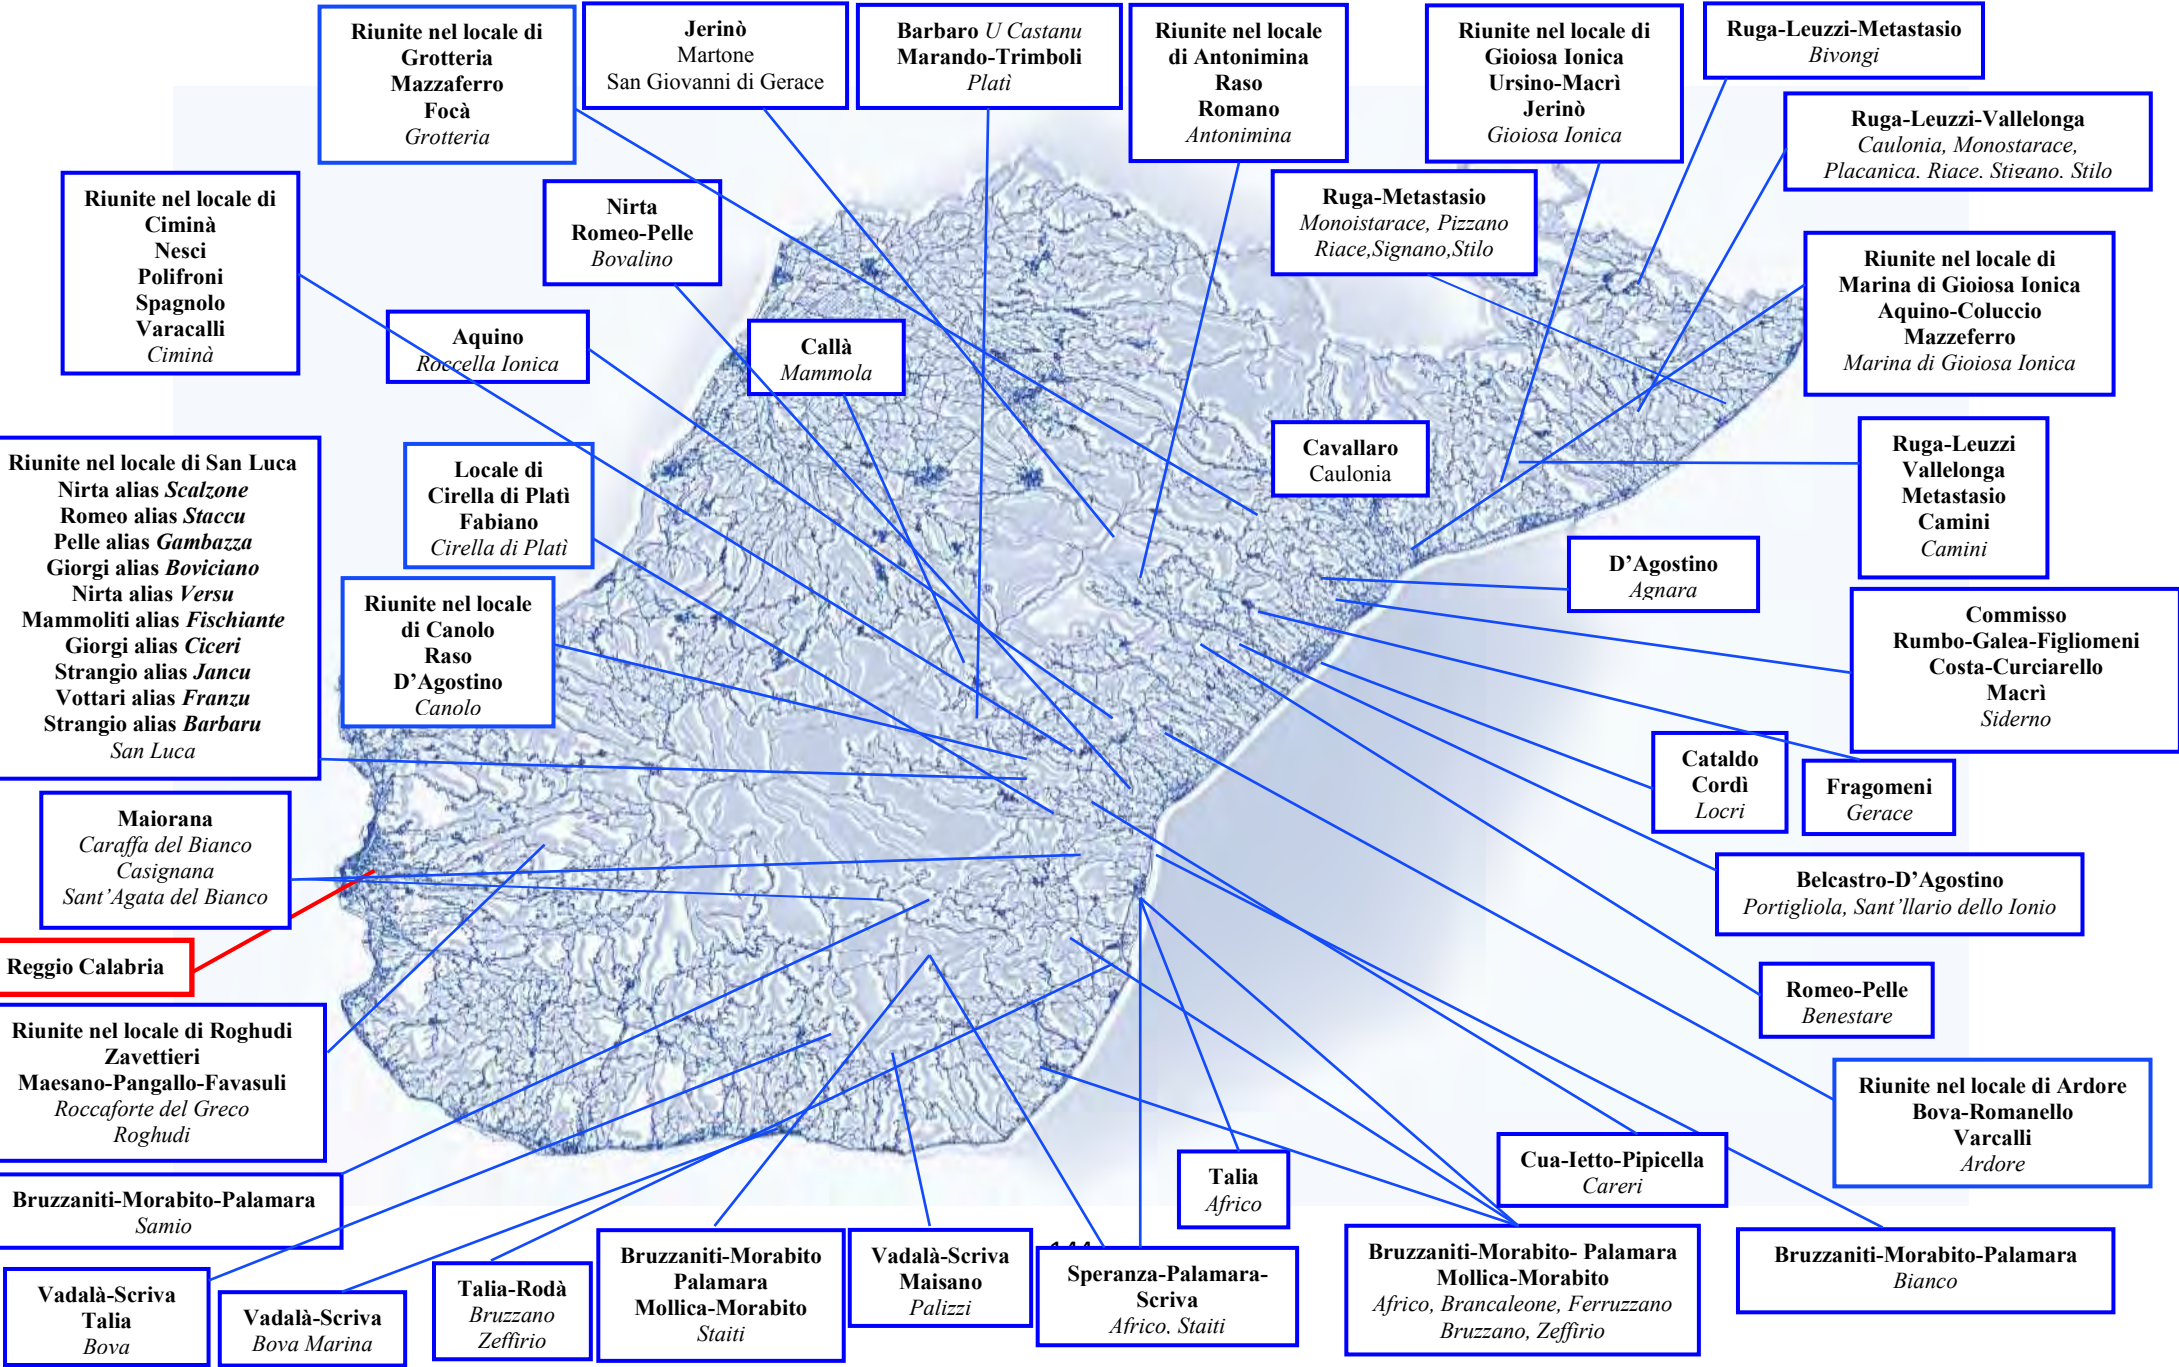 Riunite nel locale di
Grotteria
Mazzaferro
Focà
Grotteria
Jerinò
Martone
San Giovanni di Gerace
Barbaro U Castanu
Marando-Trimboli
Platì
Riunite nel locale
di Antonimina
Raso
Romano
Antonimina
Riunite nel locale di
Gioiosa Ionica
Ursino-Macrì
Jerinò
Gioiosa Ionica
Ruga-Leuzzi-Metastasio
Bivongi
Ruga-Leuzzi-Vallelonga
Caulonia, Monostarace,
Placanica, Riace, Stigano, Stilo
Riunite nel locale di
Ciminà
Nesci
Polifroni
Spagnolo
Varacalli
Ciminà
Nirta
Romeo-Pelle
Bovalino
Ruga-Metastasio
Monoistarace, Pizzano
Riace,Signano,Stilo
Riunite nel locale di
Marina di Gioiosa Ionica
Aquino-Coluccio
Mazzeferro
Marina di Gioiosa Ionica
Aquino
Roccella Ionica
Callà
Mammola
Cavallaro
Caulonia
Ruga-Leuzzi
Vallelonga
Metastasio
Camini
Camini
Riunite nel locale di San Luca
Nirta alias Scalzone
Romeo alias Staccu
Pelle alias Gambazza
Giorgi alias Boviciano
Nirta alias Versu
Mammoliti alias Fischiante
Giorgi alias Ciceri
Strangio alias Jancu
Vottari alias Franzu
Strangio alias Barbaru
San Luca
Locale di
Cirella di Platì
Fabiano
Cirella di Platì
Riunite nel locale
di Canolo
Raso
D’Agostino
Canolo
D’Agostino
Agnara
Commisso
Rumbo-Galea-Figliomeni
Costa-Curciarello
Macrì
Siderno
Cataldo
Cordì
Locri
Fragomeni
Gerace
Maiorana
Caraffa del Bianco
Casignana
Sant’Agata del Bianco
Belcastro-D’Agostino
Portigliola, Sant’llario dello Ionio
Reggio Calabria
Romeo-Pelle
Benestare
Riunite nel locale di Roghudi
Zavettieri
Maesano-Pangallo-Favasuli
Roccaforte del Greco
Roghudi
Riunite nel locale di Ardore
Bova-Romanello
Varcalli
Ardore
Bruzzaniti-Morabito-Palamara
Samio
Talia
Africo
Cua-Ietto-Pipicella
Careri
Vadalà-Scriva
Talia
Bova
Vadalà-Scriva
Bova Marina
Talia-Rodà
Bruzzano
Zeffirio
Bruzzaniti-Morabito
Palamara
Mollica-Morabito
Staiti
Vadalà-Scriva
Maisano
Palizzi
Speranza-Palamara-
Scriva
Africo, Staiti
Bruzzaniti-Morabito- Palamara
Mollica-Morabito
Africo, Brancaleone, Ferruzzano
Bruzzano, Zeffirio
Bruzzaniti-Morabito-Palamara
Bianco